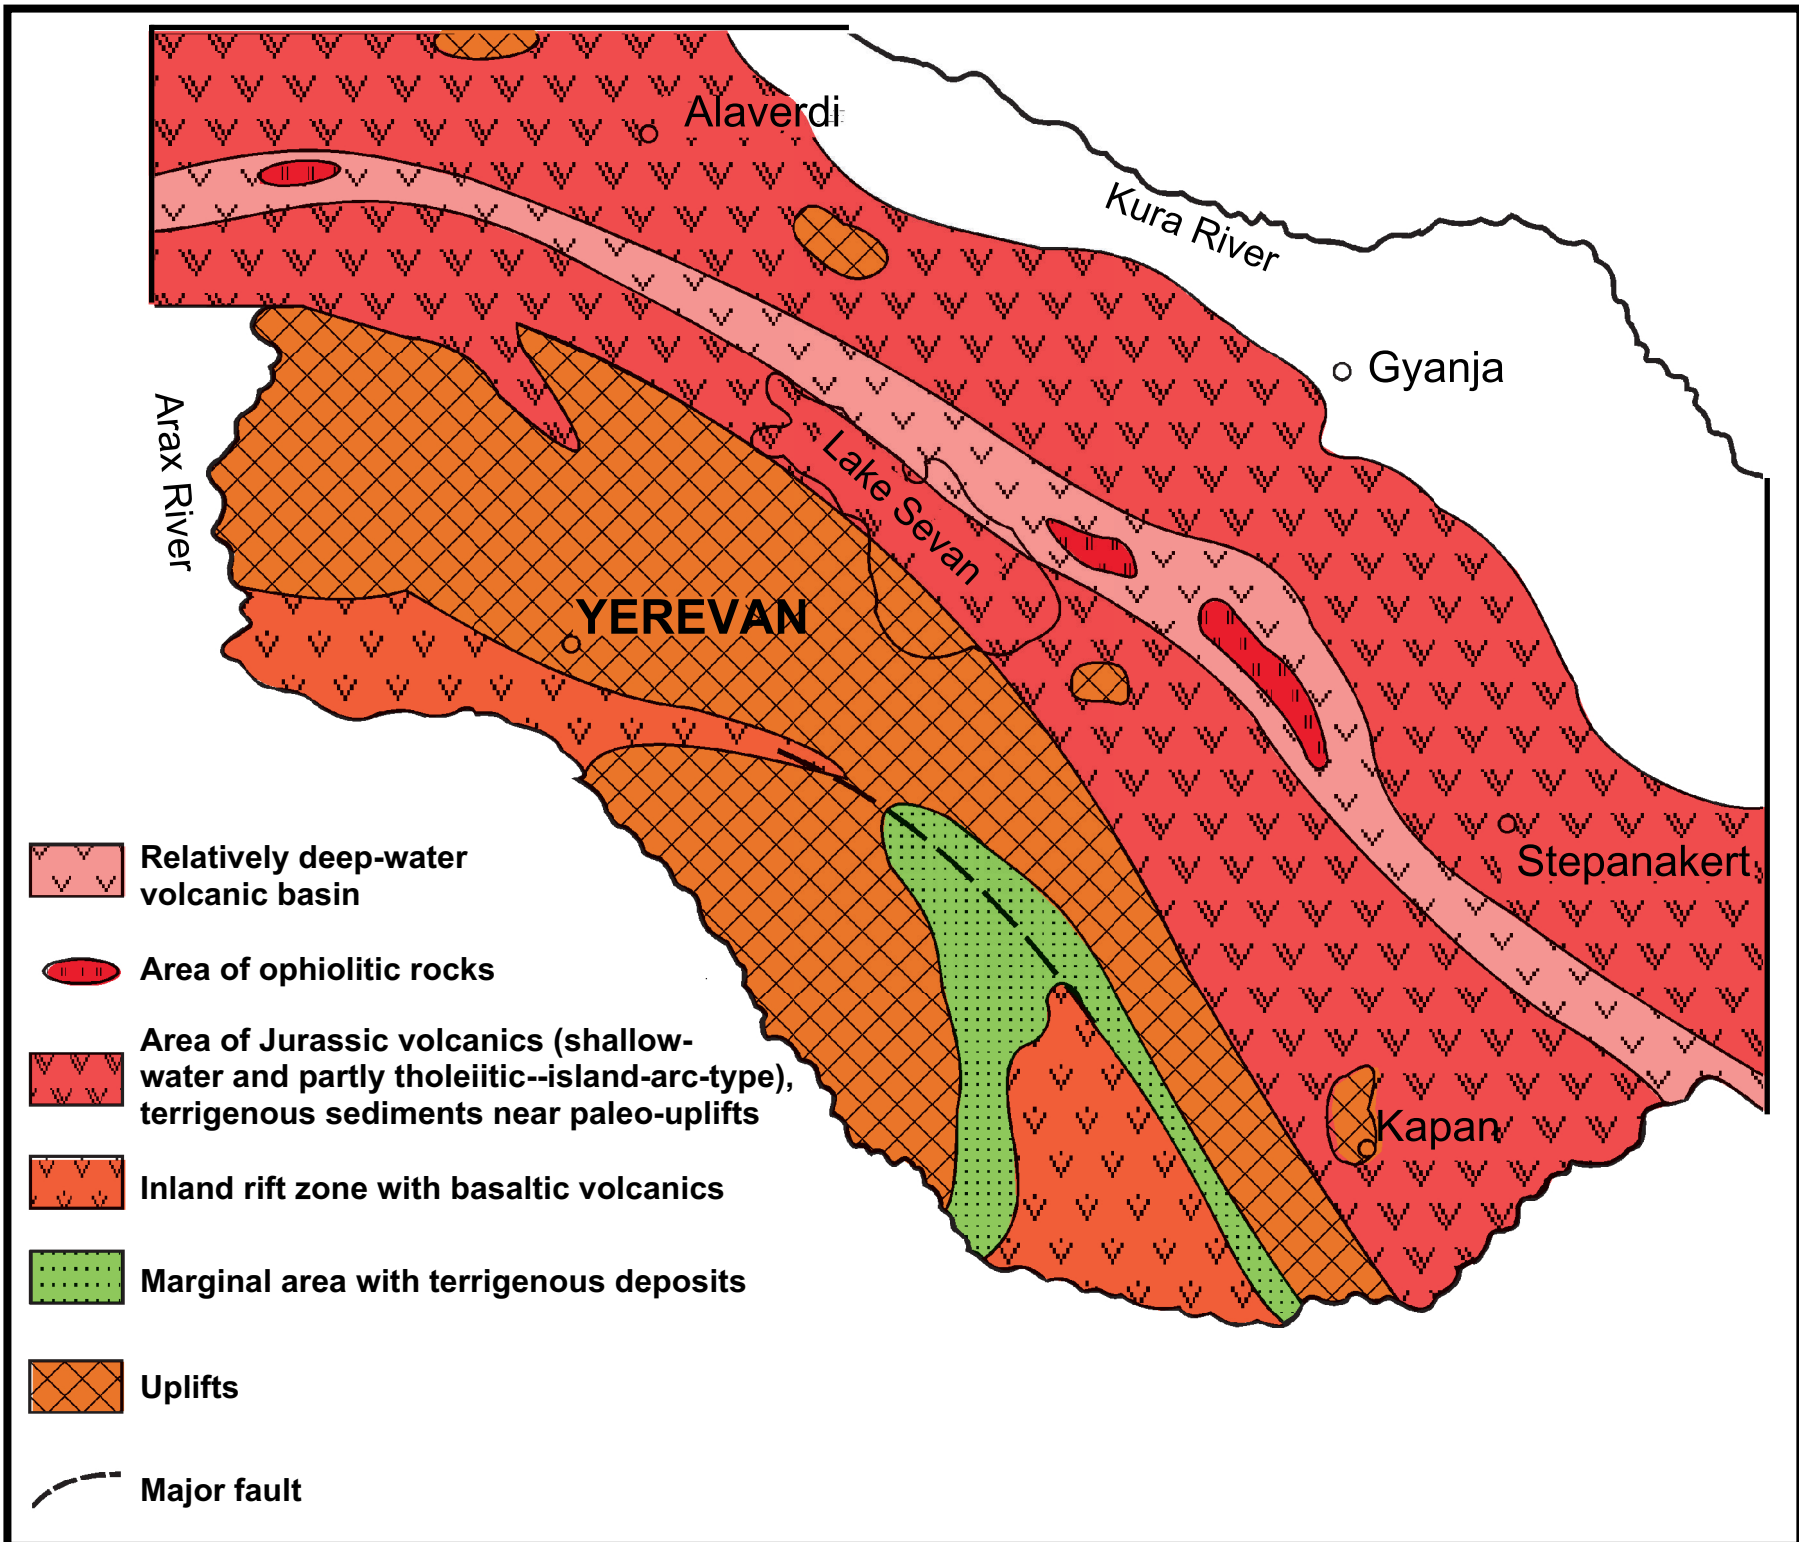 Alaverdi
Kura River
Gyanja
Arax River
Lake Sevan
YEREVAN
Stepanakert
Kapan
Relatively deep-water
volcanic basin
Area of ophiolitic rocks
Area of Jurassic volcanics (shallow-
water and partly tholeiitic--island-arc-type),
terrigenous sediments near paleo-uplifts
Inland rift zone with basaltic volcanics
Marginal area with terrigenous deposits
Uplifts
Major fault